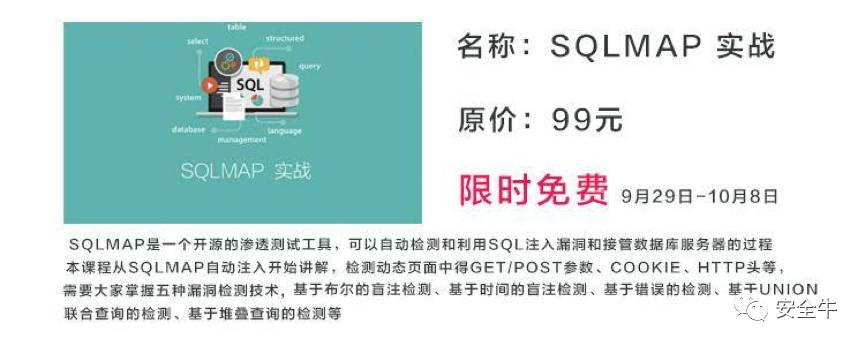 table
select
structured
query
SQL
system
database
language
management
SQLMAP 实战
名称：SQLMAP 实战
原价：99元
限时免费 9月29日-10月8日
SQLMAP是一个开源的渗透测试工具，可以自动检测和利用SQL注入漏洞和接管数据库服务器的过程
本课程从SQLMAP自动注入开始讲解，检测动态页面中得GET/POST参数、COOKIE、HTTP头等，
需要大家掌握五种漏洞检测技术，基于布尔的盲注检测、基于时间的盲注检测、基于错误的检测、基于UNION
联合查询的检测、基于堆叠查询的检测等
安全牛